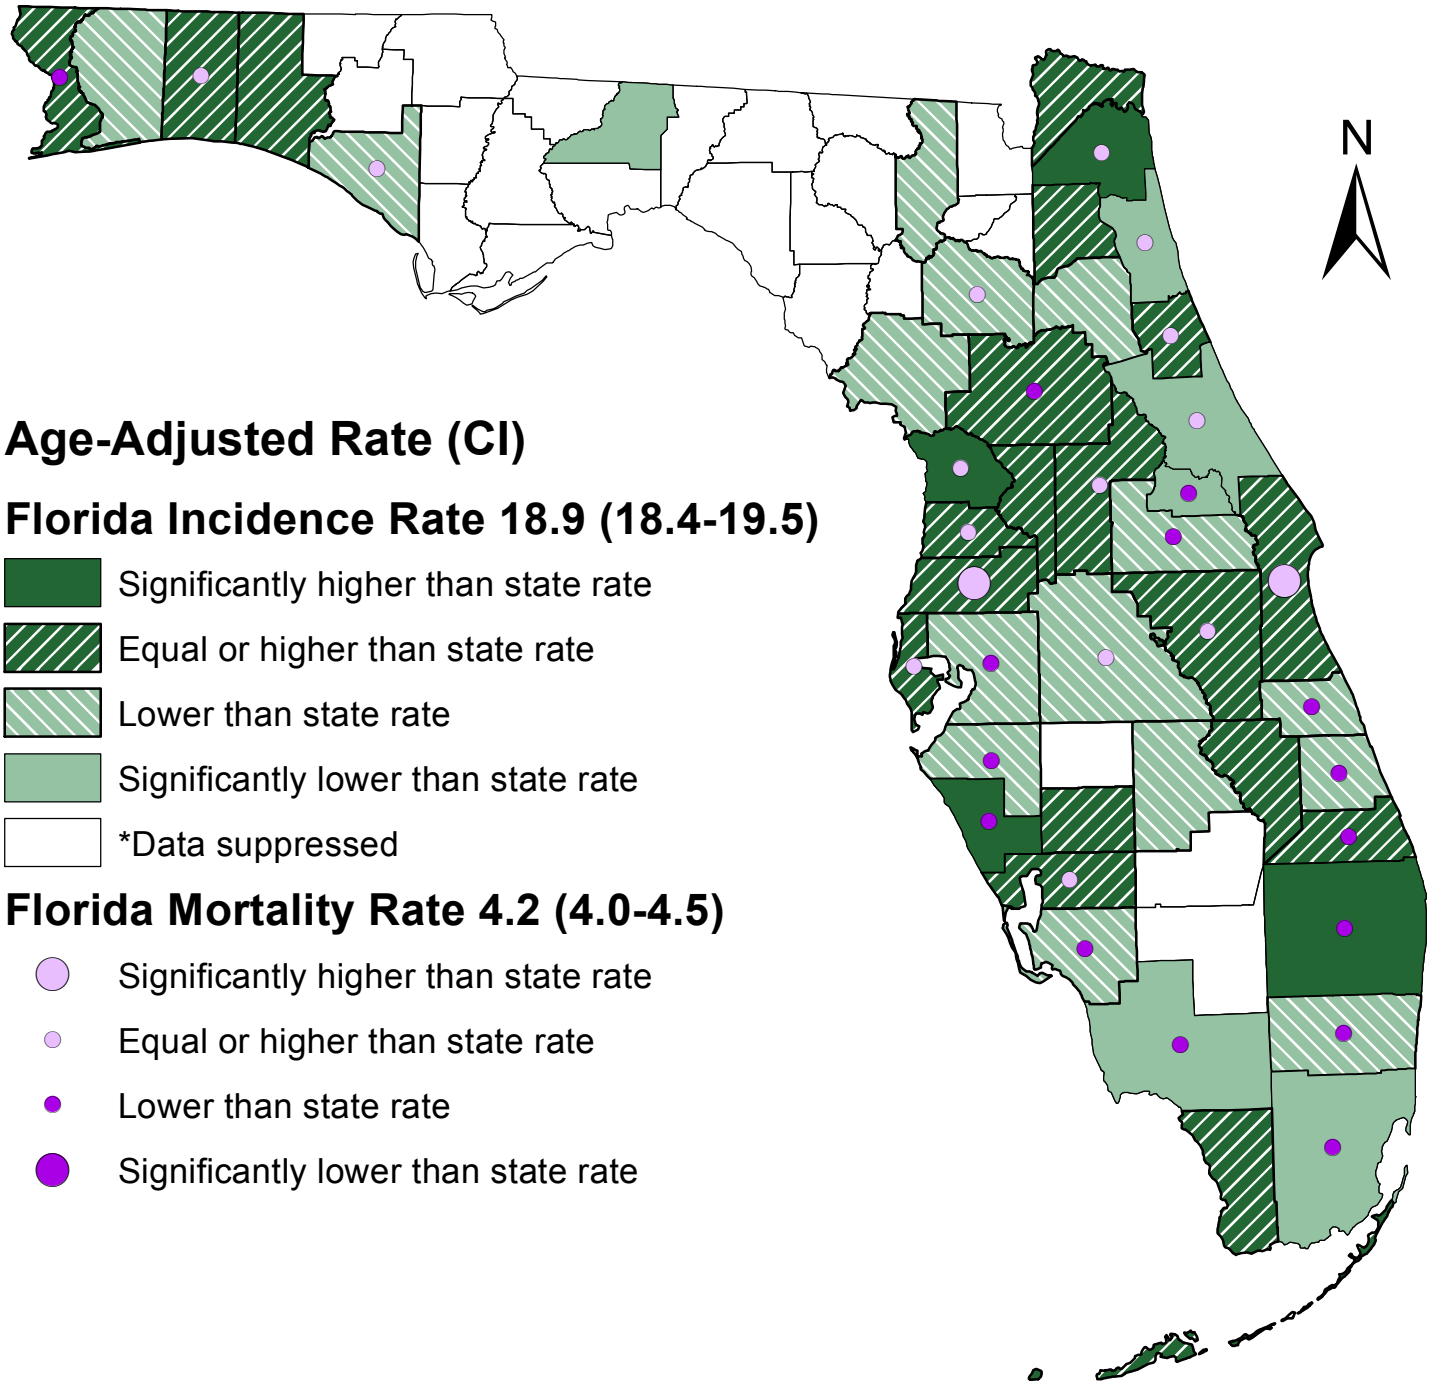 N
Age-Adjusted Rate (CI)
Florida Incidence Rate 18.9 (18.4-19.5)
Significantly higher than state rate
Equal or higher than state rate
Lower than state rate
Significantly lower than state rate
*Data suppressed
Florida Mortality Rate 4.2 (4.0-4.5)
Significantly higher than state rate
Equal or higher than state rate
Lower than state rate
Significantly lower than state rate